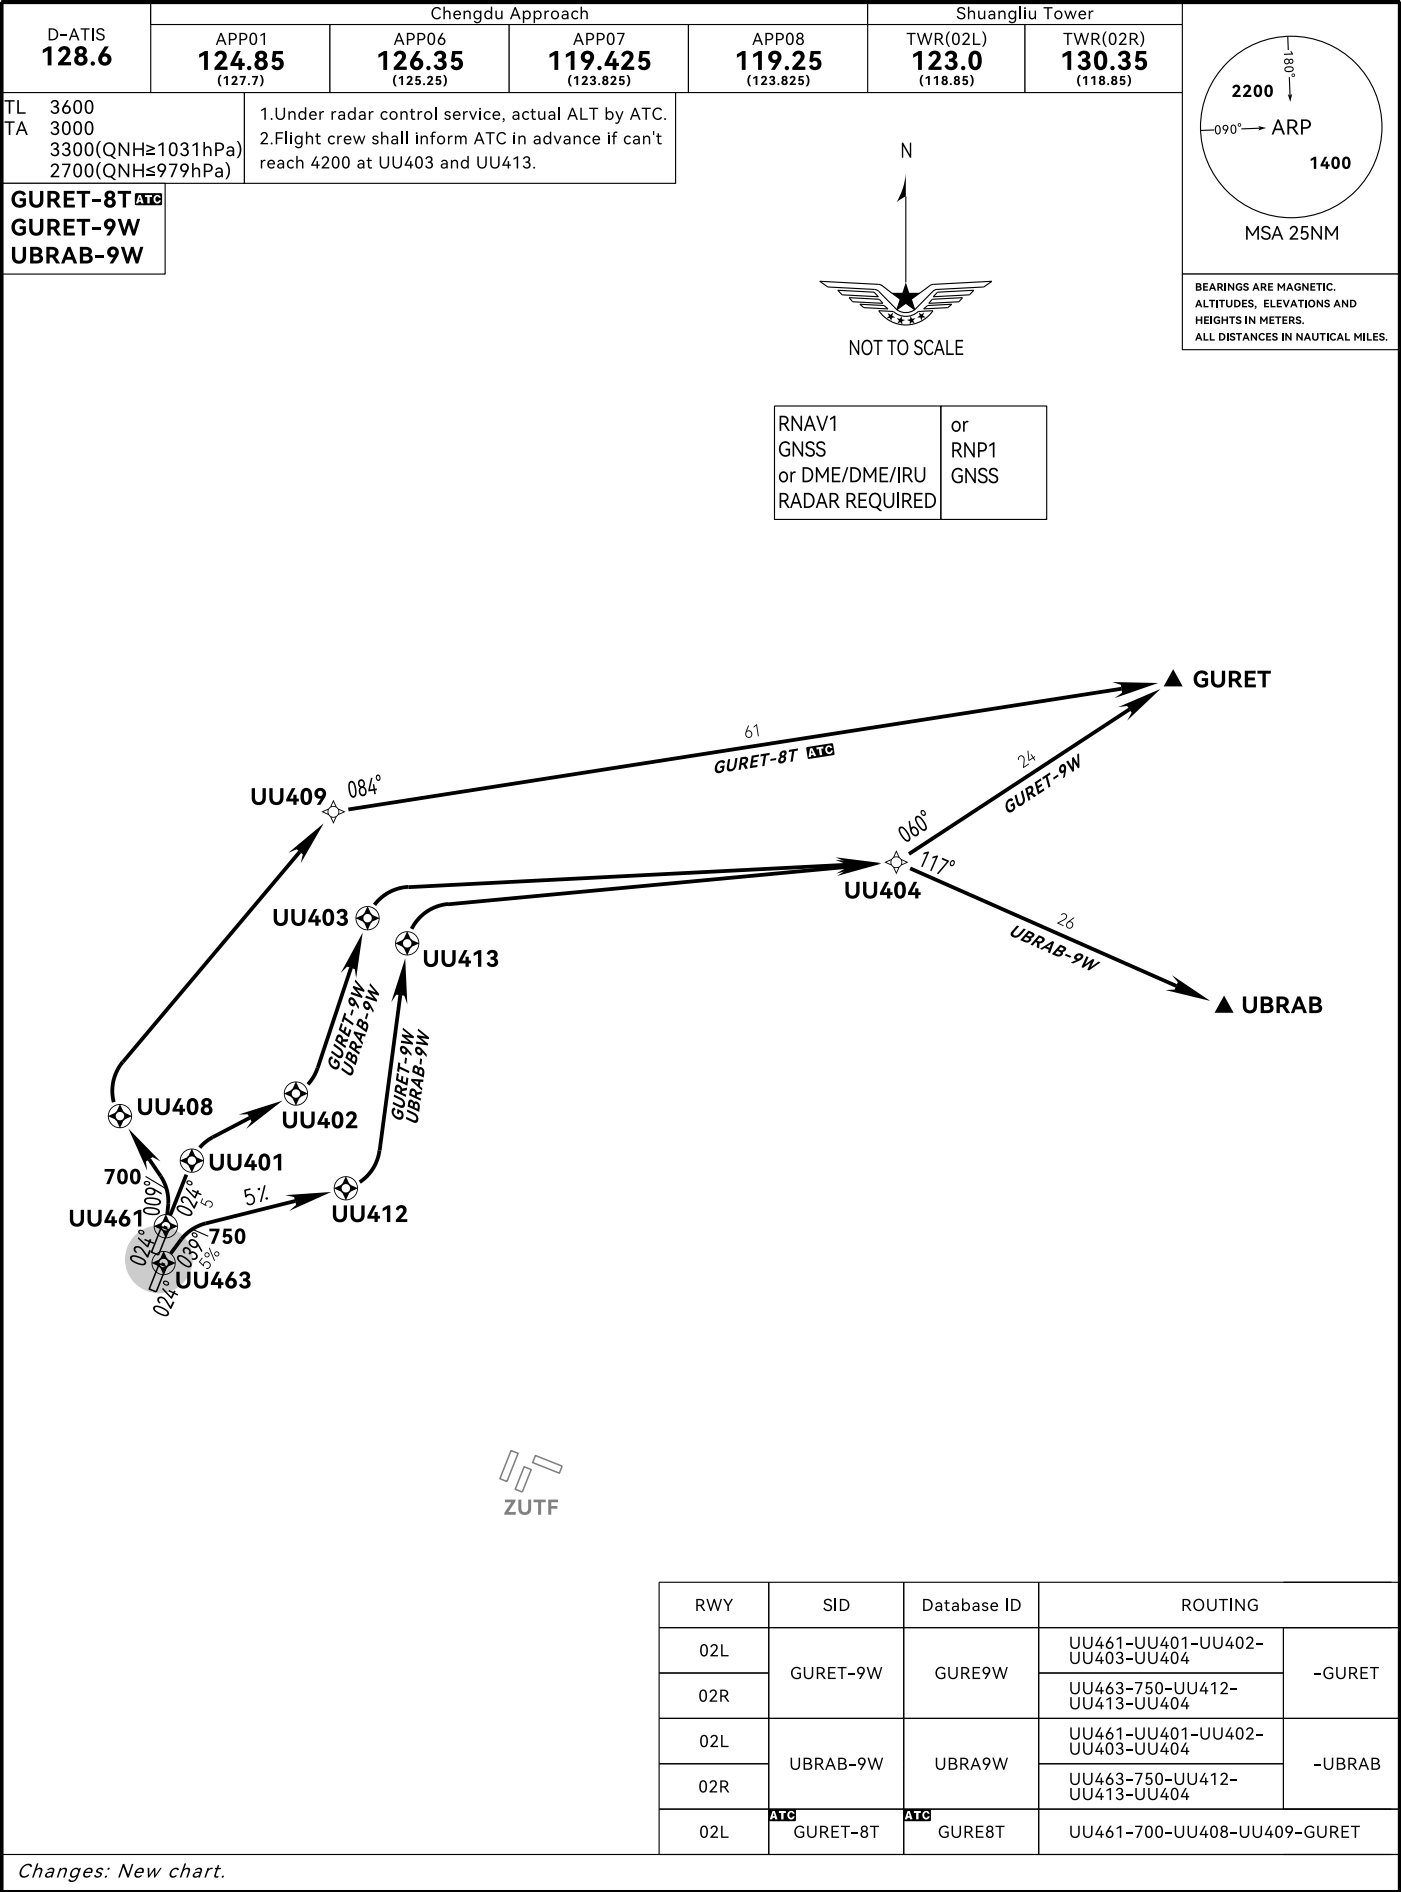 D-ATIS
128.6
Chengdu Approach
APP01
124.85
(127.7)
APP06
126.35
(125.25)
APP07
119.425
(123.825)
APP08
119.25
(123.825)
Shuangliu Tower
TWR(02L)
123.0
(118.85)
TWR(02R)
130.35
(118.85)
TL 3600
TA 3000
3300(QNH≥1031hPa)
2700(QNH≤979hPa)
1.Under radar control service, actual ALT by ATC.
2.Flight crew shall inform ATC in advance if can't
reach 4200 at UU403 and UU413.
GURET-8T ATC
GURET-9W
UBRAB-9W
180°
2200
090°
ARP
1400
MSA 25NM
BEARINGS ARE MAGNETIC.
ALTITUDES, ELEVATIONS AND
HEIGHTS IN METERS.
ALL DISTANCES IN NAUTICAL MILES.
N
NOT TO SCALE
RNAV1
GNSS
or DME/DME/IRU
RADAR REQUIRED
or
RNP1
GNSS
GURET
61
GURET-8T ATC
24
GURET-9W
UU409
084°
060°
117°
UU404
26
UBRAB-9W
UBRAB
UU403
UU413
GURET-9W
UBRAB-9W
GURET-9W
UBRAB-9W
UU408
UU402
UU401
700
009°
024°
5
5%
UU412
UU461
750
024°
039°
5%
UU463
024°
ZUTF
RWY SID Database ID ROUTING
02L
GURET-9W GURE9W
UU461-UU401-UU402-
UU403-UU404
-GURET
02R
UU463-750-UU412-
UU413-UU404
02L
UBRAB-9W UBRA9W
UU461-UU401-UU402-
UU403-UU404
-UBRAB
02R
UU463-750-UU412-
UU413-UU404
02L
ATC
GURET-8T
ATC
GURE8T
UU461-700-UU408-UU409-GURET
Changes: New chart.